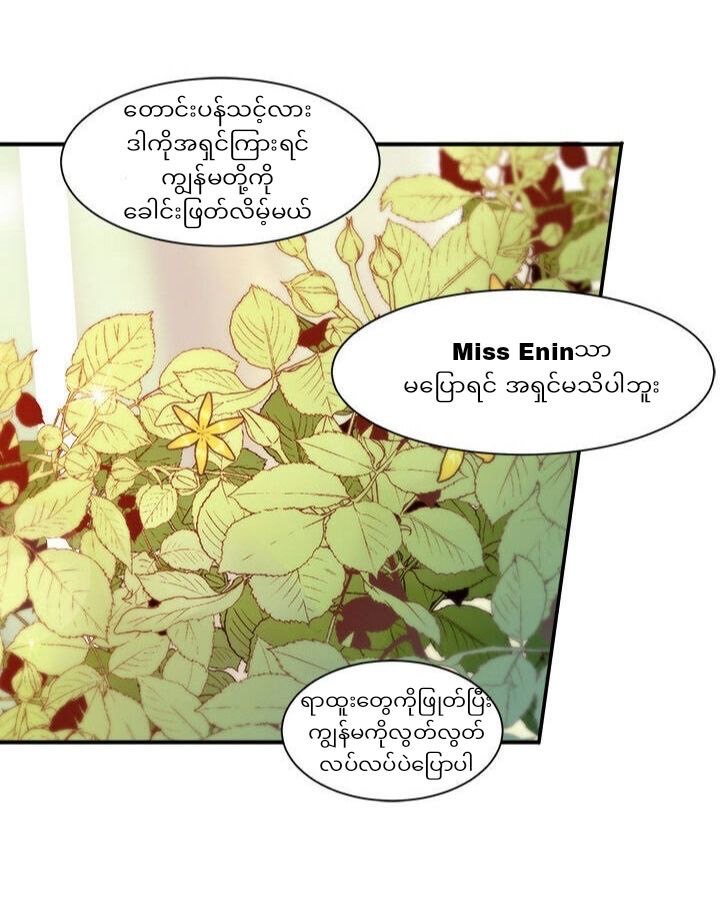 တောင်းပန်သင့်လား
ဒါကိုအရှင်ကြားရင်
ကျွန်မတို့ကို
ခေါင်းဖြတ်လိမ့်မယ်
Miss Eninသာ
မပြောရင် အရှင်မသိပါဘူး
ရာထူးတွေကိုဖြုတ်ပြီး
ကျွန်မကိုလွတ်လွတ်
လပ်လပ်ပဲပြောပါ